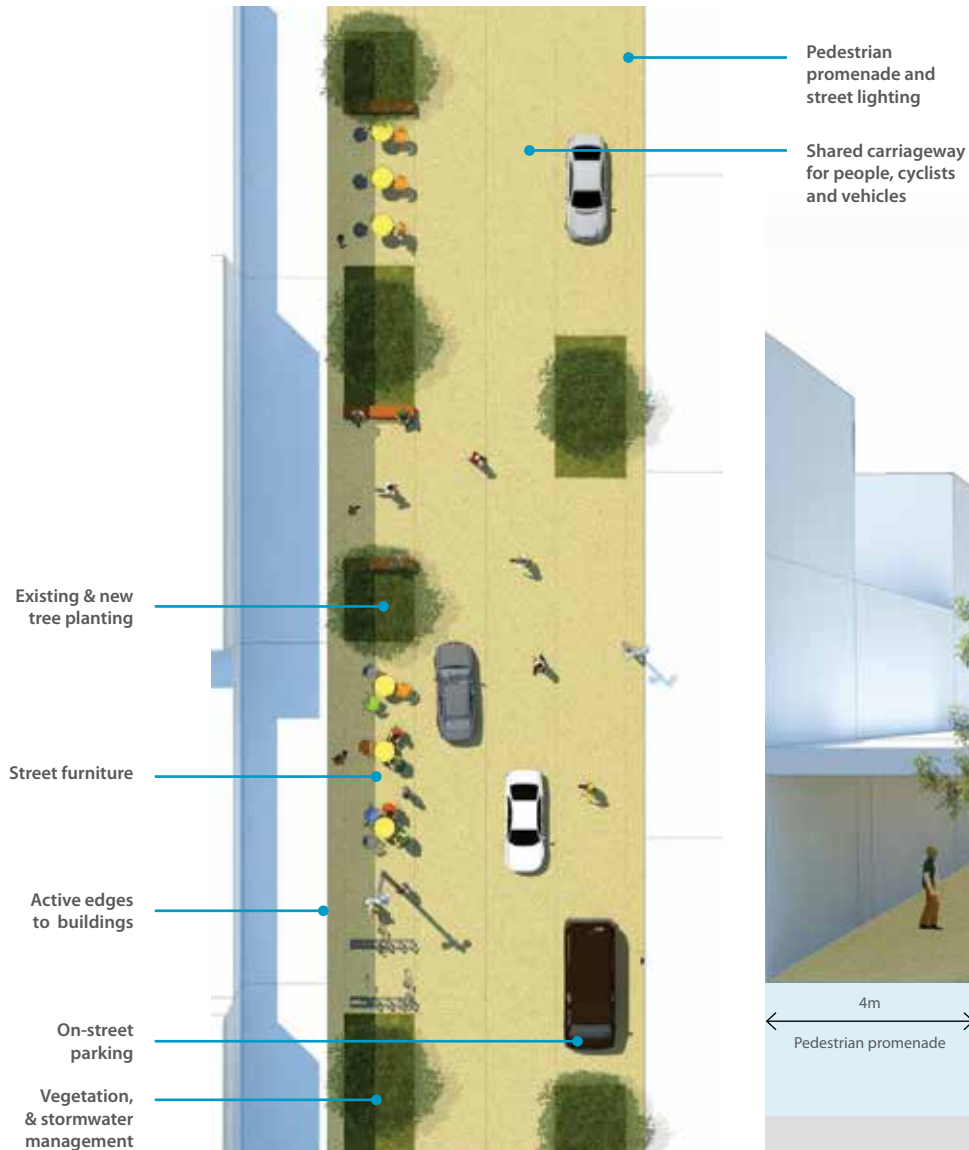 Pedestrian
promenade and
street lighting
Shared carriageway
for people, cyclists
and vehicles
Existing & new
tree planting
Street furniture
Active edges
to buildings
On-street
parking
Vegetation,
& stormwater
management
4m
Pedestrian promenade